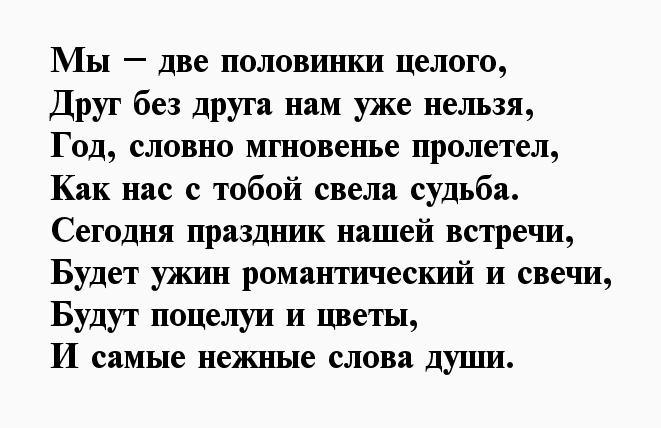 Мы – две половинки целого,
Друг без друга нам уже нельзя,
Год, словно мгновенье пролетел,
Как нас с тобой свела судьба.
Сегодня праздник нашей встречи,
Будет ужин романтический и свечи,
Будут поцелуи и цветы,
И самые нежные слова души.